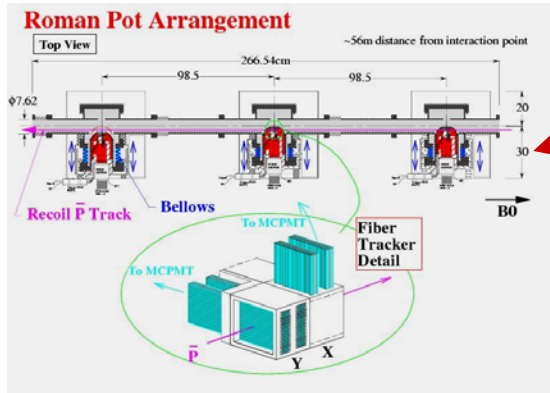 Roman Pot Arrangement
Top View
~56m distance from interaction point
266.54cm
98.5
98.5
φ7.62
20
30
Recoil P̅ Track
Bellows
B0
To MCPMT
Fiber
Tracker
Detail
To MCPMT
P̅
Y
X